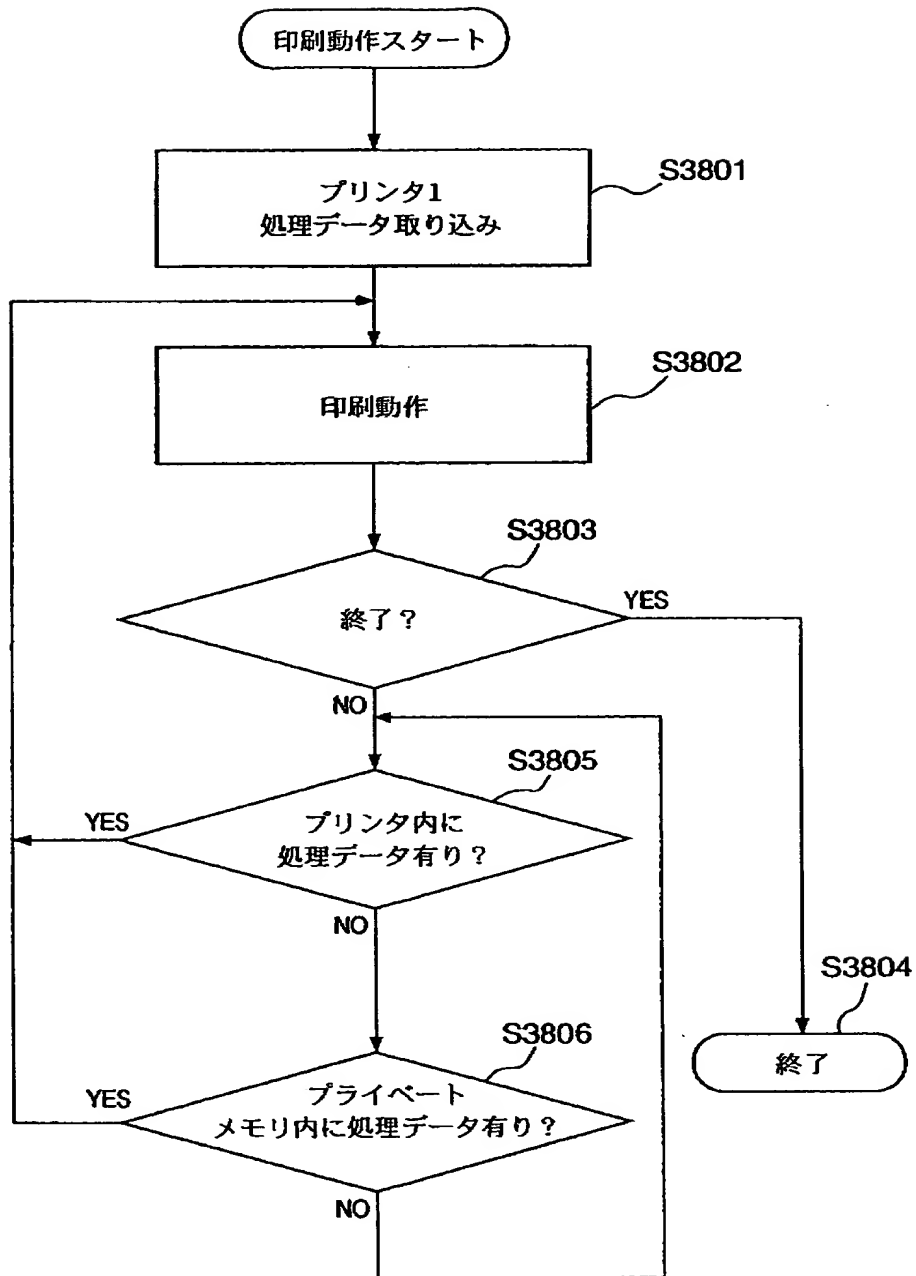 印刷動作スタート
S3801
プリンタ1
処理データ取り込み
S3802
印刷動作
S3803
終了？
YES
NO
S3805
YES
プリンタ内に
処理データ有り？
NO
S3804
終了
S3806
YES
プライベート
メモリ内に処理データ有り？
NO